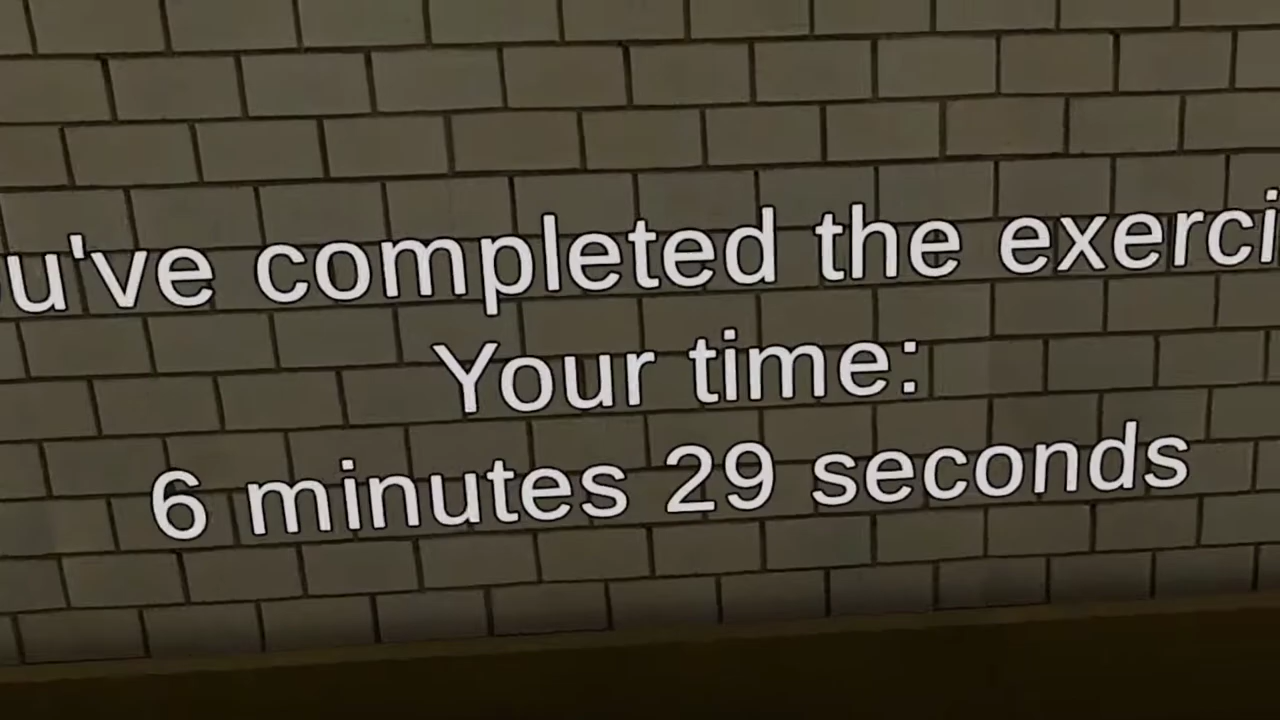 u've completed the exerci
Your time:
6 minutes 29 seconds